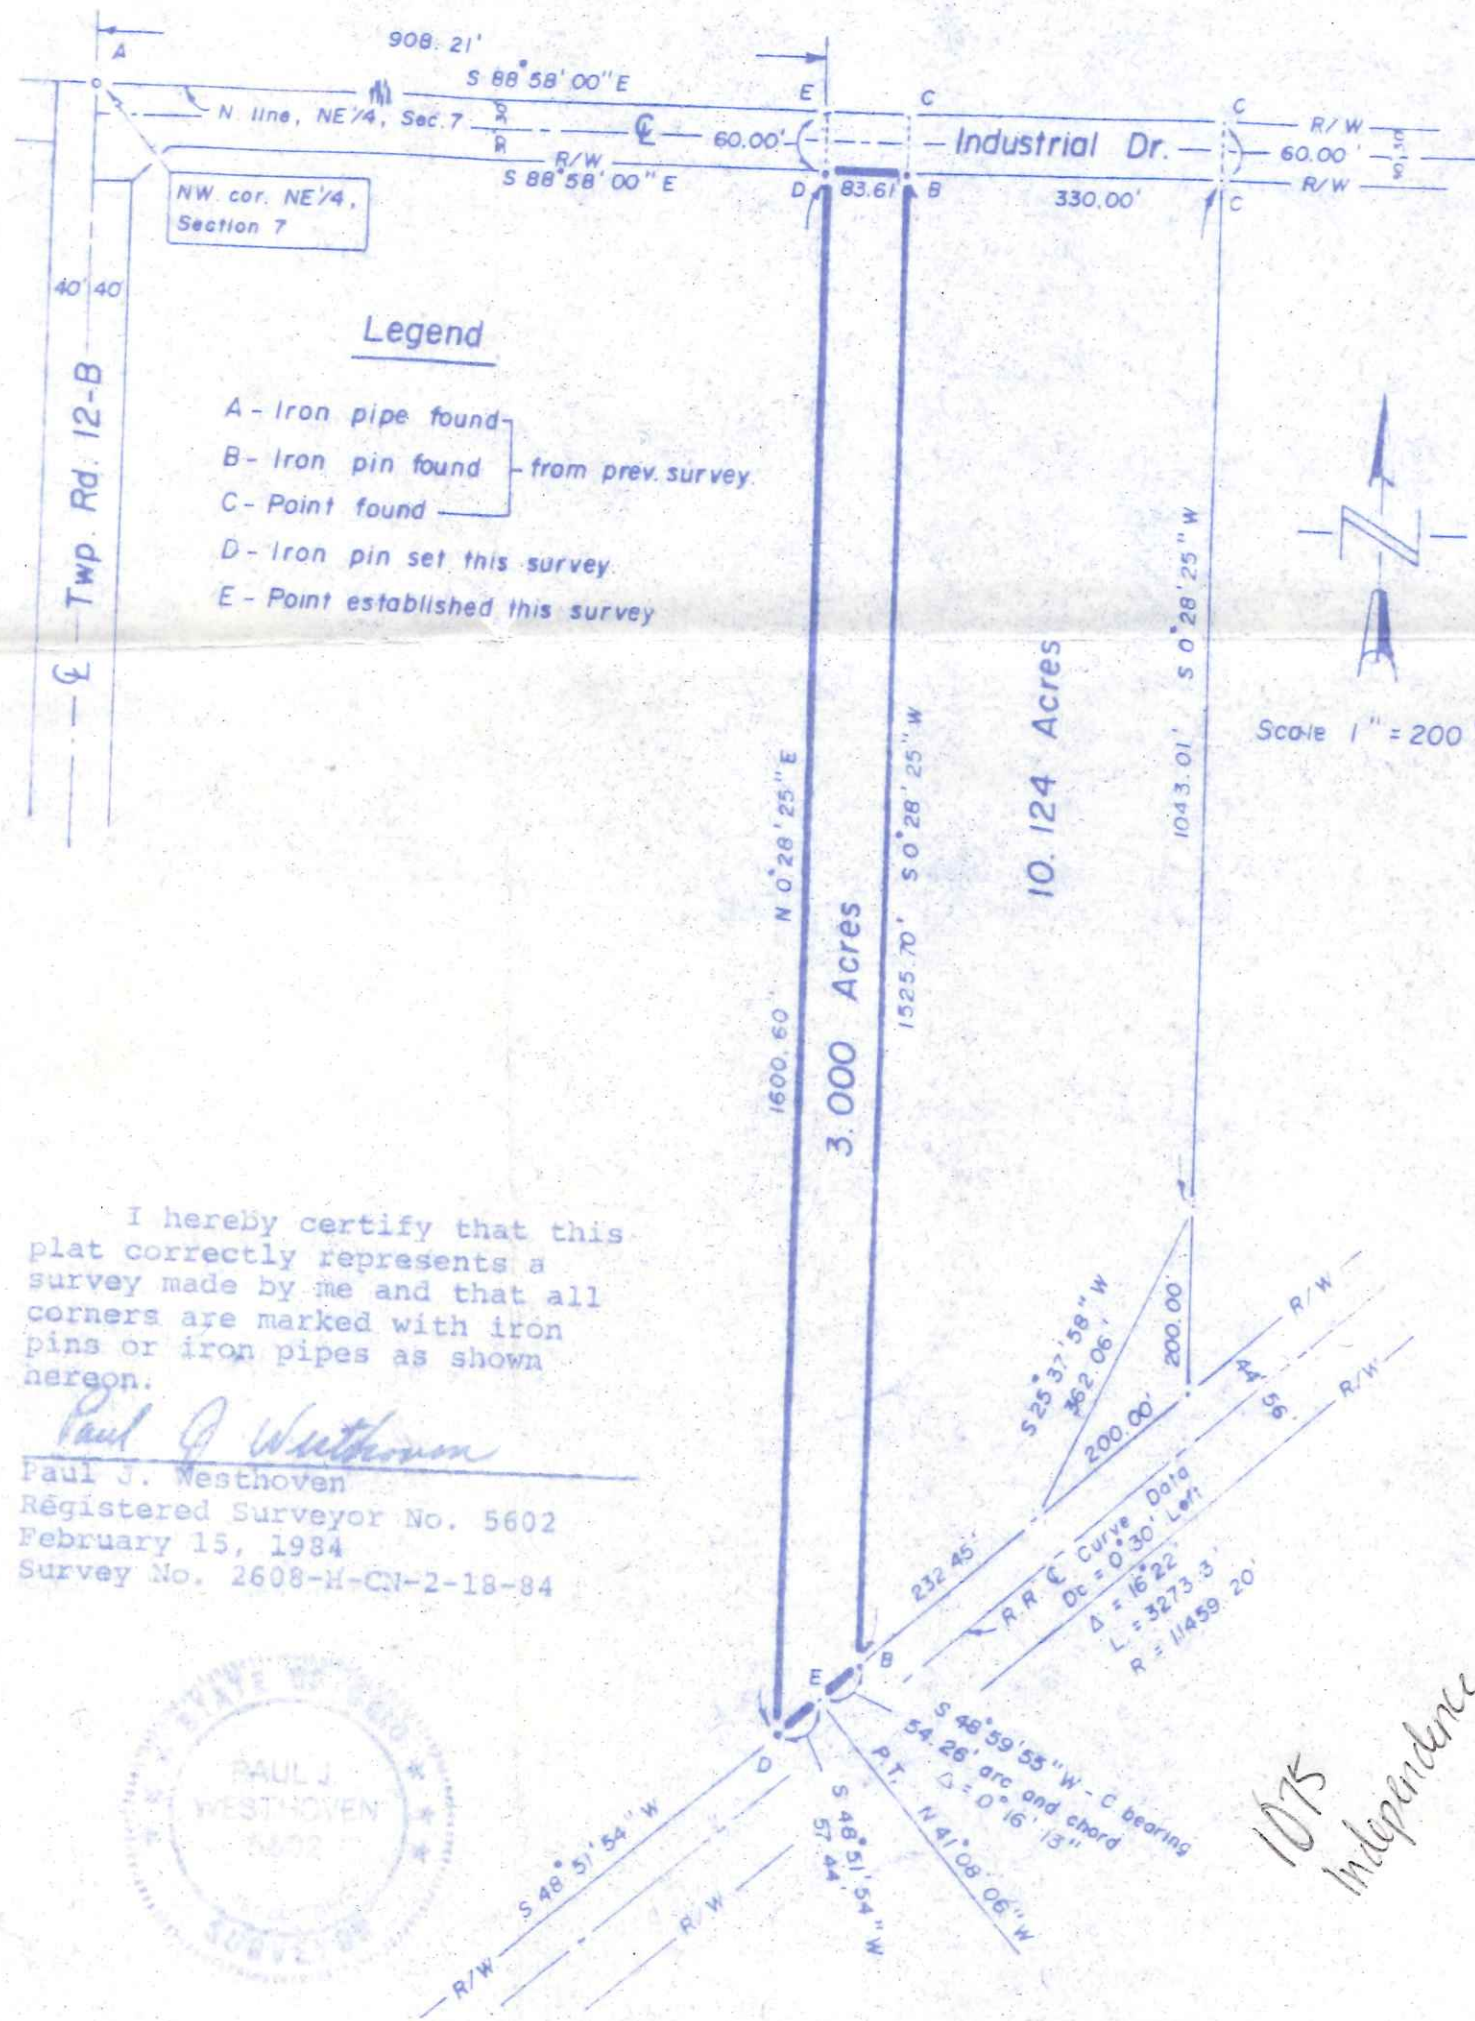 908.21'
A
S 88°58'00" E
E
C
C
N line, NE 1/4, Sec. 7
R/W
60.00'
Industrial Dr.
R/W
60.00'
R/W
S 88°58'00" E
D
83.61'
B
330.00'
R/W
C
NW. cor. NE 1/4,
Section 7
40' 40'
℄ Twp. Rd. 12-B
Legend
A - Iron pipe found
B - Iron pin found
from prev. survey.
C - Point found
D - Iron pin set this survey.
E - Point established this survey
1600.60' N 0°28'25" E
3.000 Acres
1525.70' S 0°28'25" W
10.124 Acres
1043.01' S 0°28'25" W
Scale 1" = 200
I hereby certify that this
plat correctly represents a
survey made by me and that all
corners are marked with iron
pins or iron pipes as shown
hereon.
Paul J Westhoven
Paul J. Westhoven
Registered Surveyor No. 5602
February 15, 1984
Survey No. 2608-H-CN-2-18-84
STATE OF OHIO
PAUL J.
WESTHOVEN
5602
SURVEYOR
S 25°37'58" W
362.06'
200.00'
200.00'
R/W
44' 56'
R/W
232.45'
R.R. ℄ Curve Data
Dc = 0°30' Left
Δ = 16°22'
L = 3273.3'
R = 11459.20'
E
B
D
S 48°59'55" W - C bearing
54.26' arc and chord
Δ = 0°16'13"
P.T. N 41°08'06" W
S 48°51'54" W
57.44'
S 48°51'54" W
R/W
R/W
1075
Independence